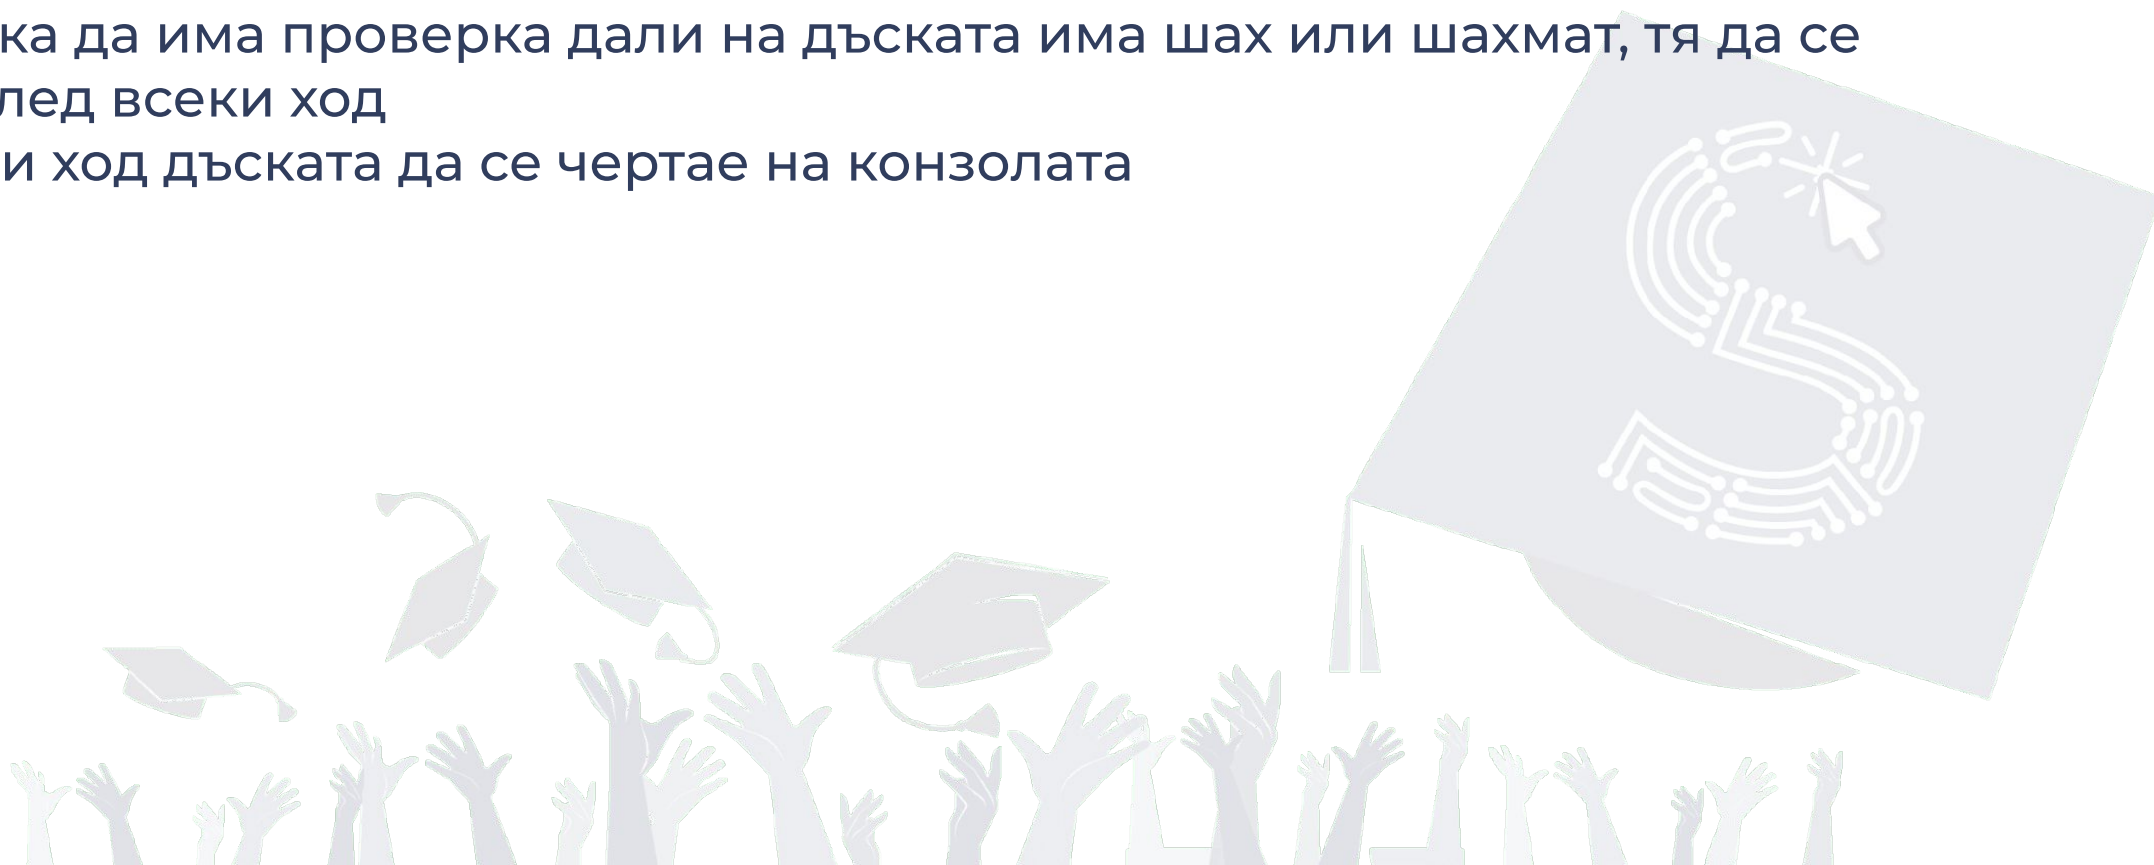 ка да има проверка дали на дъската има шах или шахмат, тя да се
лед всеки ход
и ход дъската да се чертае на конзолата